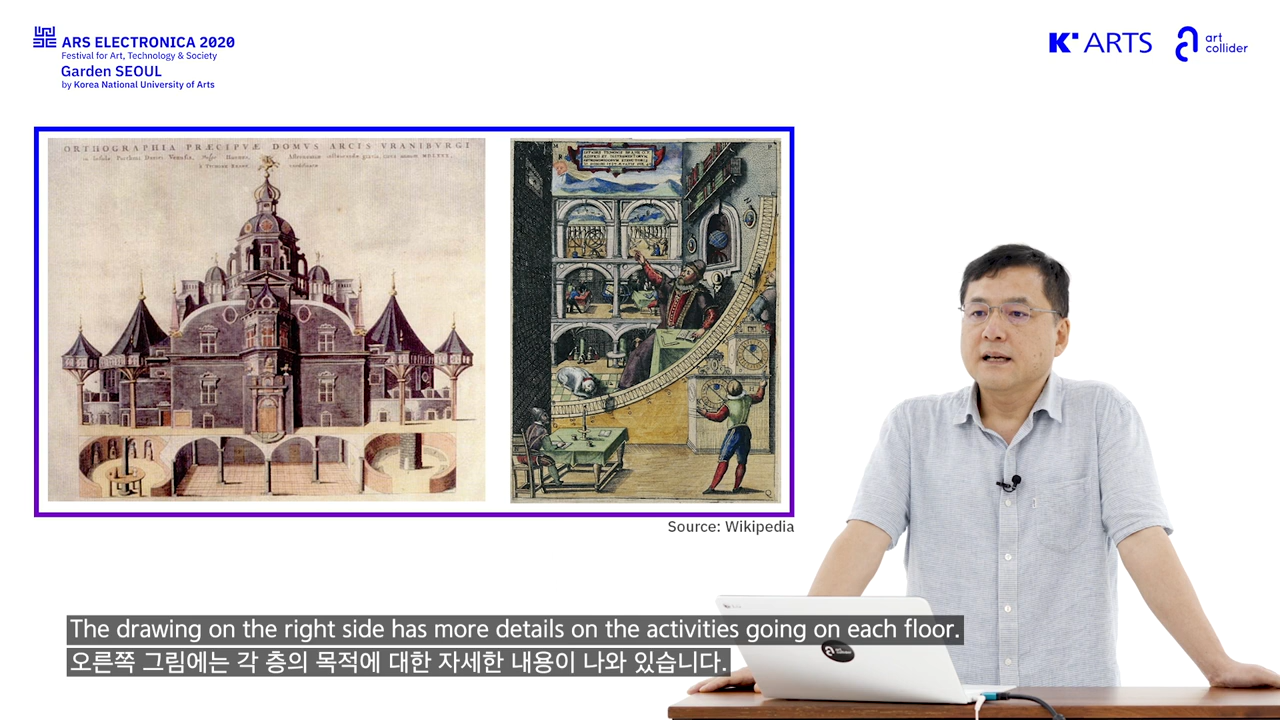 ARS ELECTRONICA 2020
Festival for Art, Technology & Society
Garden SEOUL
by Korea National University of Arts
K' ARTS
art
collider
ORTHOGRAPHIA PRÆCIPVÆ DOMVS ARCIS VRANIBVRGI
Source: Wikipedia
The drawing on the right side has more details on the activities going on each floor.
오른쪽 그림에는 각 층의 목적에 대한 자세한 내용이 나와 있습니다.